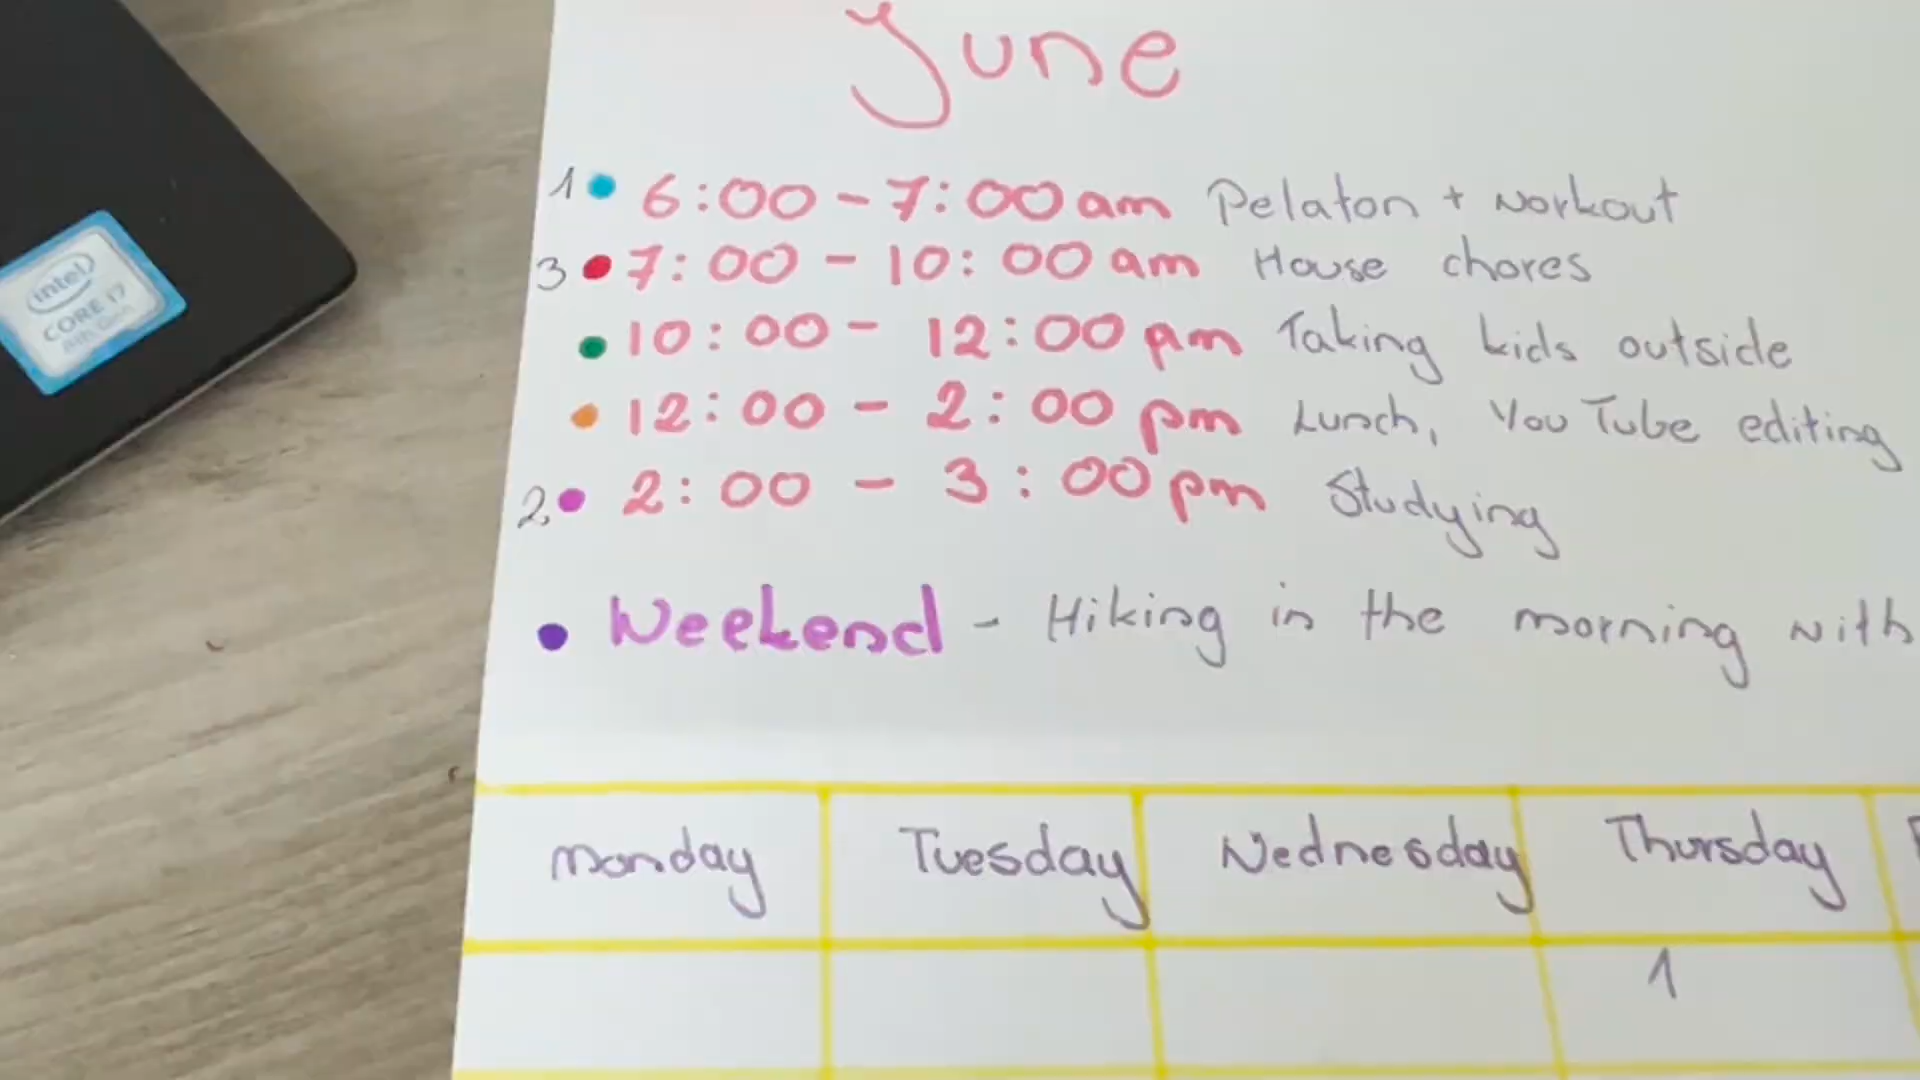 intel
CORE i7
8th Gen
June
1 6:00 - 7:00 am Pelaton + workout
3 7:00 - 10:00 am House chores
10:00 - 12:00 pm Taking kids outside
12:00 - 2:00 pm Lunch, YouTube editing
2. 2:00 - 3:00 pm Studying
Weekend - Hiking in the morning with
Monday Tuesday Wednesday Thursday
1